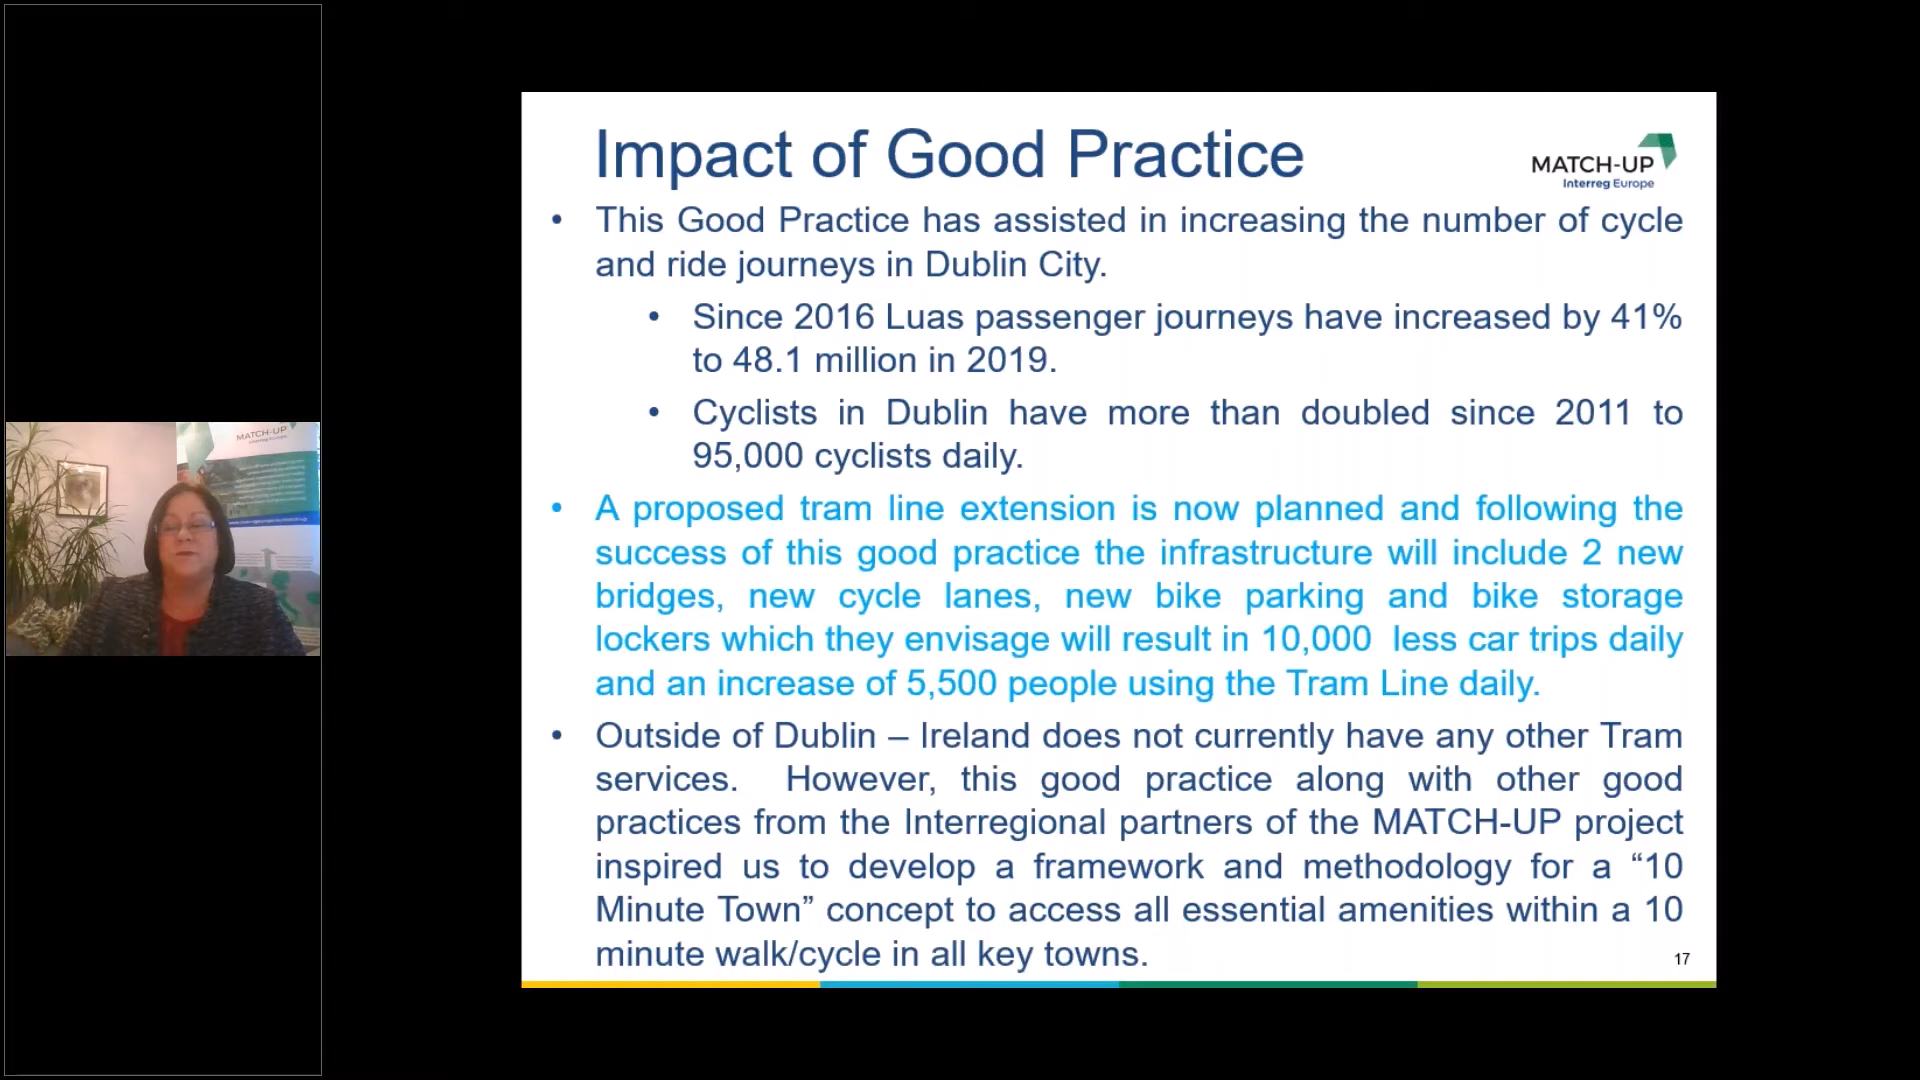 Impact of Good Practice
MATCH-UP
Interreg Europe
• This Good Practice has assisted in increasing the number of cycle
and ride journeys in Dublin City.
• Since 2016 Luas passenger journeys have increased by 41%
to 48.1 million in 2019.
• Cyclists in Dublin have more than doubled since 2011 to
95,000 cyclists daily.
• A proposed tram line extension is now planned and following the
success of this good practice the infrastructure will include 2 new
bridges, new cycle lanes, new bike parking and bike storage
lockers which they envisage will result in 10,000  less car trips daily
and an increase of 5,500 people using the Tram Line daily.
• Outside of Dublin – Ireland does not currently have any other Tram
services.  However, this good practice along with other good
practices from the Interregional partners of the MATCH-UP project
inspired us to develop a framework and methodology for a “10
Minute Town” concept to access all essential amenities within a 10
minute walk/cycle in all key towns.
17
MATCH-UP
Interreg Europe